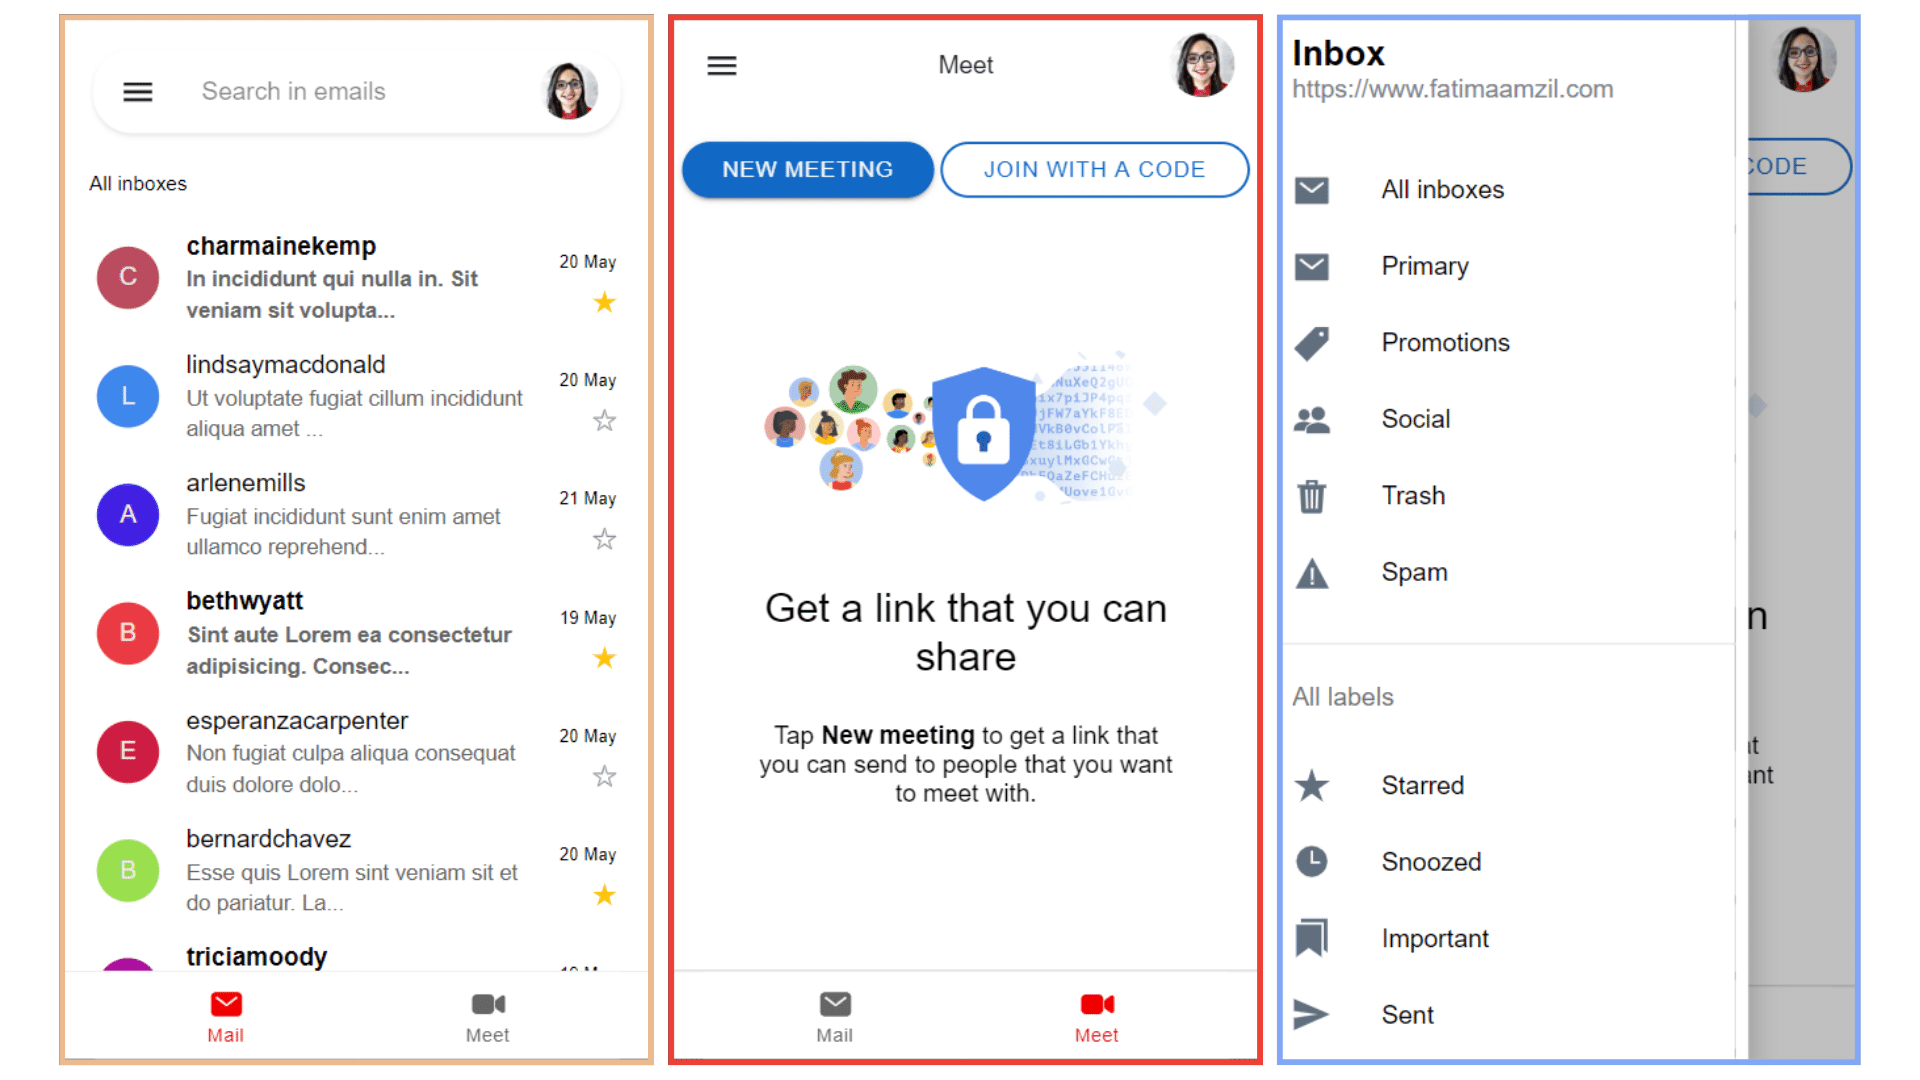 Search in emails
All inboxes
C
charmainekemp
In incididunt qui nulla in. Sit
veniam sit volupta...
20 May
L
lindsaymacdonald
Ut voluptate fugiat cillum incididunt
aliqua amet ...
20 May
A
arlenemills
Fugiat incididunt sunt enim amet
ullamco reprehend...
21 May
B
bethwyatt
Sint aute Lorem ea consectetur
adipisicing. Consec...
19 May
E
esperanzacarpenter
Non fugiat culpa aliqua consequat
duis dolore dolo...
20 May
B
bernardchavez
Esse quis Lorem sint veniam sit et
do pariatur. La...
20 May
triciamoody
Mail
Meet
Meet
NEW MEETING
JOIN WITH A CODE
Get a link that you can
share
Tap New meeting to get a link that
you can send to people that you want
to meet with.
Mail
Meet
Inbox
https://www.fatimaamzil.com
All inboxes
Primary
Promotions
Social
Trash
Spam
All labels
Starred
Snoozed
Important
Sent
CODE